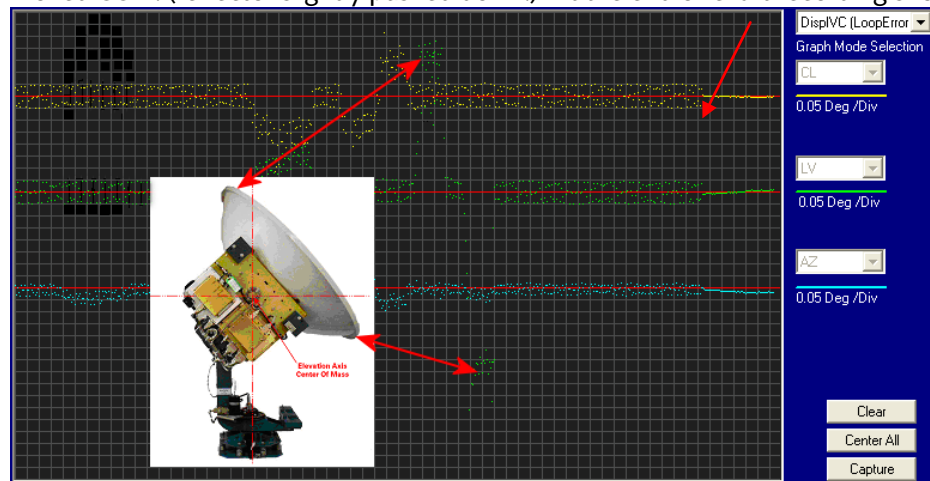 DispIVC (LoopError
Graph Mode Selection
CL
0.05 Deg /Div
LV
0.05 Deg /Div
AZ
0.05 Deg /Div
Elevation Axis
Center Of Mass
Clear
Center All
Capture